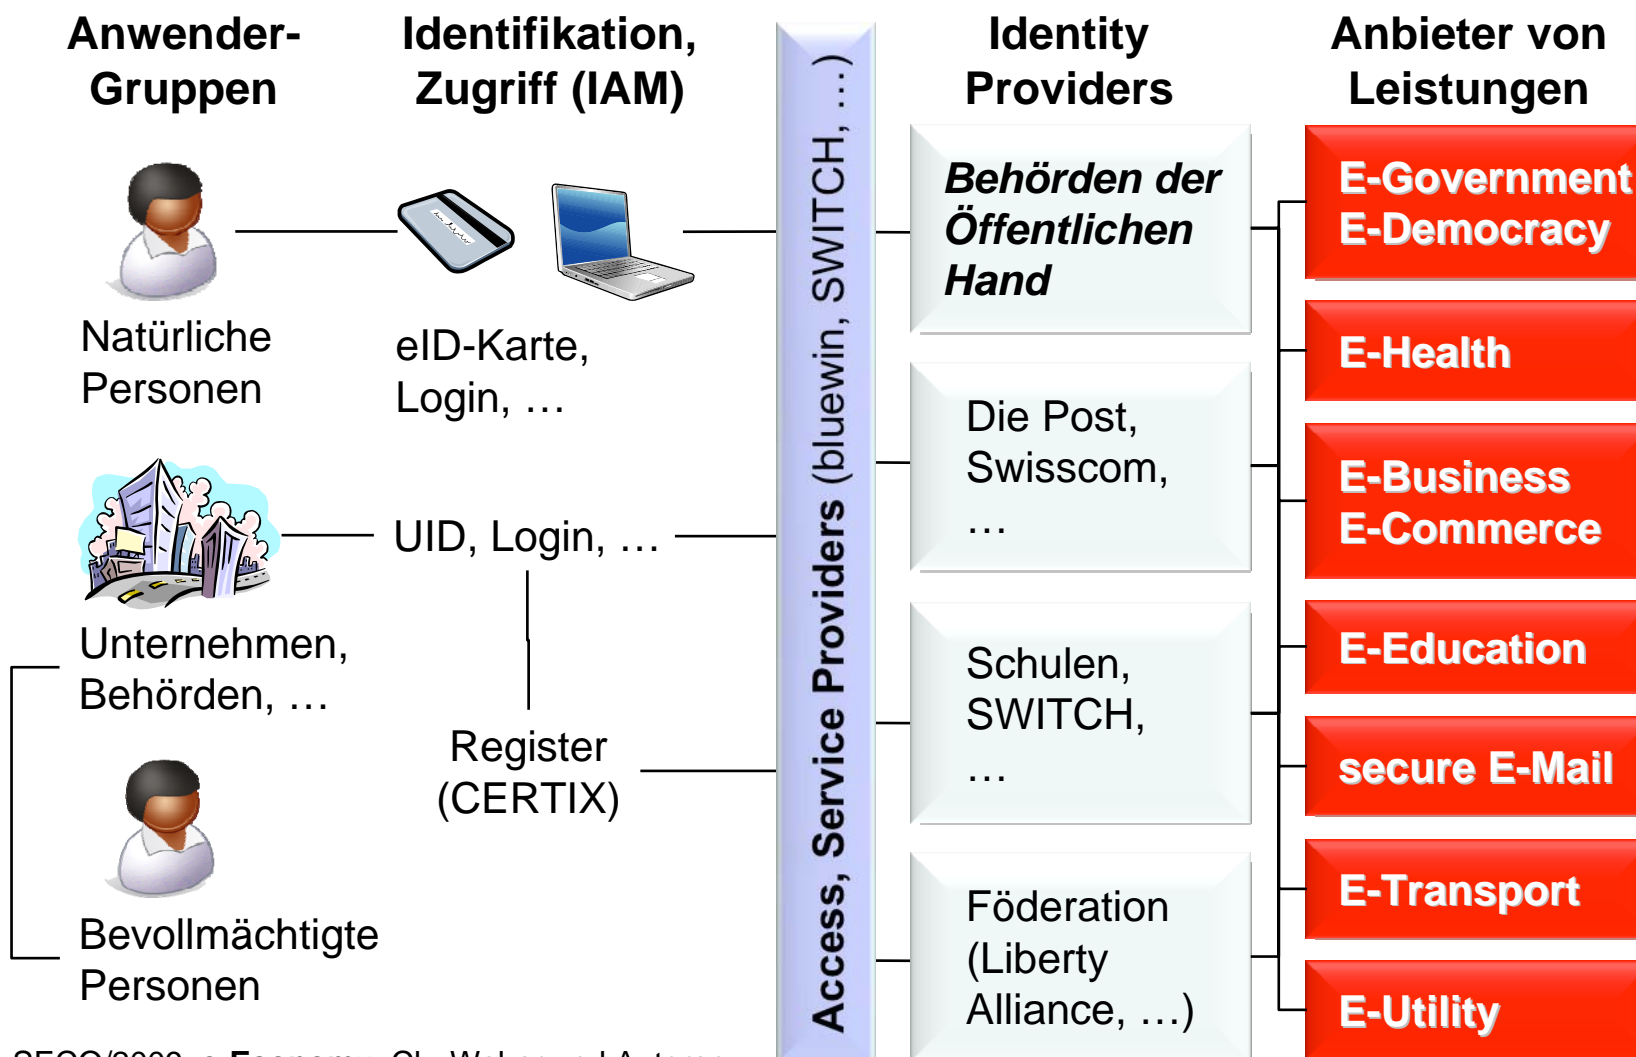 Anwender-
Gruppen
Identifikation,
Zugriff (IAM)
Identity
Providers
Anbieter von
Leistungen
Natürliche
Personen
eID-Karte,
Login, …
Unternehmen,
Behörden, …
UID, Login, …
Register
(CERTIX)
Bevollmächtigte
Personen
Access, Service Providers (bluewin, SWITCH, …)
Behörden der
Öffentlichen
Hand
Die Post,
Swisscom,
…
Schulen,
SWITCH,
…
Föderation
(Liberty
Alliance, …)
E-Government
E-Democracy
E-Health
E-Business
E-Commerce
E-Education
secure E-Mail
E-Transport
E-Utility